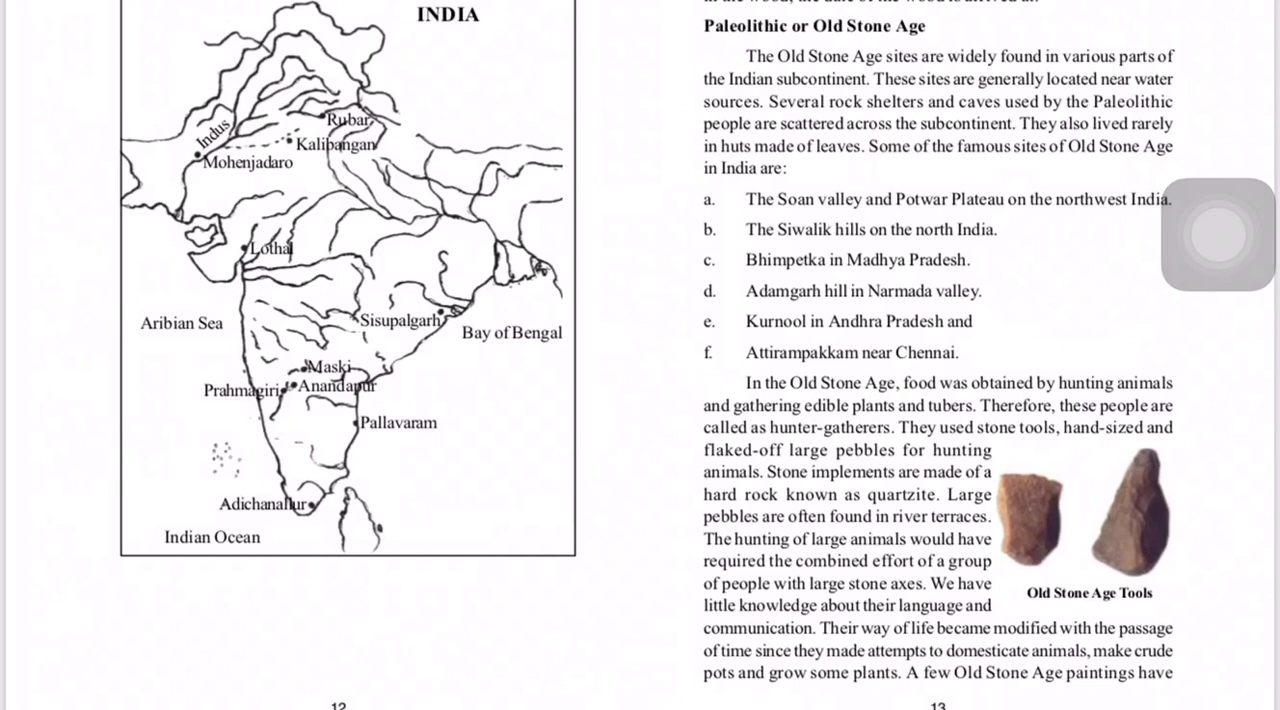 INDIA
Indus
Rubar
Kalibangan
Mohenjadaro
Lothal
Aribian Sea
Sisupalgarh
Bay of Bengal
Maski
Prahmagiri
Anandapur
Pallavaram
Adichanallur
Indian Ocean
12
Paleolithic or Old Stone Age
The Old Stone Age sites are widely found in various parts of
the Indian subcontinent. These sites are generally located near water
sources. Several rock shelters and caves used by the Paleolithic
people are scattered across the subcontinent. They also lived rarely
in huts made of leaves. Some of the famous sites of Old Stone Age
in India are:
a. The Soan valley and Potwar Plateau on the northwest India.
b. The Siwalik hills on the north India.
c. Bhimpetka in Madhya Pradesh.
d. Adamgarh hill in Narmada valley.
e. Kurnool in Andhra Pradesh and
f. Attirampakkam near Chennai.
In the Old Stone Age, food was obtained by hunting animals
and gathering edible plants and tubers. Therefore, these people are
called as hunter-gatherers. They used stone tools, hand-sized and
flaked-off large pebbles for hunting
animals. Stone implements are made of a
hard rock known as quartzite. Large
pebbles are often found in river terraces.
The hunting of large animals would have
required the combined effort of a group
of people with large stone axes. We have
little knowledge about their language and
Old Stone Age Tools
communication. Their way of life became modified with the passage
of time since they made attempts to domesticate animals, make crude
pots and grow some plants. A few Old Stone Age paintings have
13